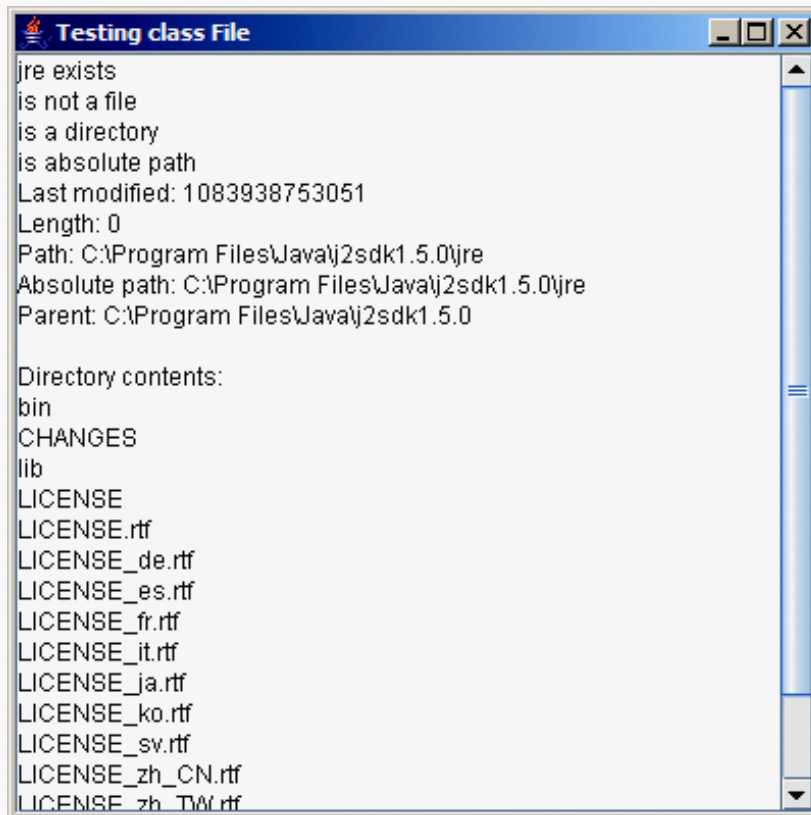 Testing class File
jre exists
is not a file
is a directory
is absolute path
Last modified: 1083938753051
Length: 0
Path: C:\Program Files\Java\j2sdk1.5.0\jre
Absolute path: C:\Program Files\Java\j2sdk1.5.0\jre
Parent: C:\Program Files\Java\j2sdk1.5.0
Directory contents:
bin
CHANGES
lib
LICENSE
LICENSE.rtf
LICENSE_de.rtf
LICENSE_es.rtf
LICENSE_fr.rtf
LICENSE_it.rtf
LICENSE_ja.rtf
LICENSE_ko.rtf
LICENSE_sv.rtf
LICENSE_zh_CN.rtf
LICENSE_zh_TW.rtf